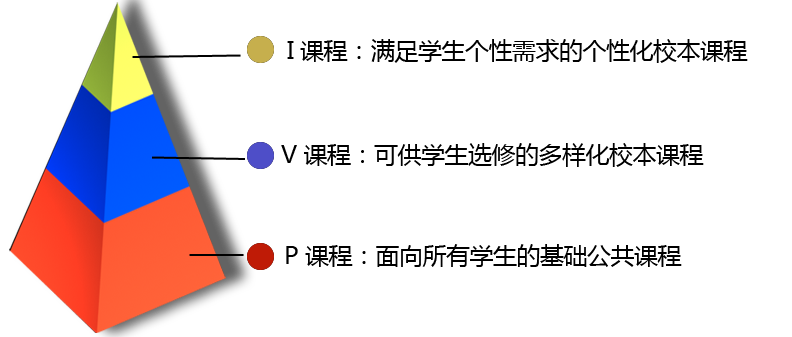 I 课程：满足学生个性需求的个性化校本课程
V 课程：可供学生选修的多样化校本课程
P 课程：面向所有学生的基础公共课程